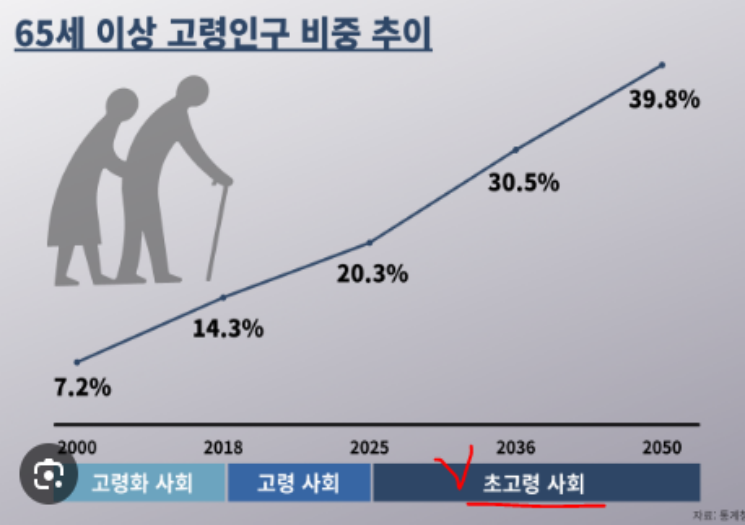 65세 이상 고령인구 비중 추이
39.8%
30.5%
20.3%
14.3%
7.2%
2000 2018 2025 2036 2050
고령화 사회 고령 사회 초고령 사회
자료: